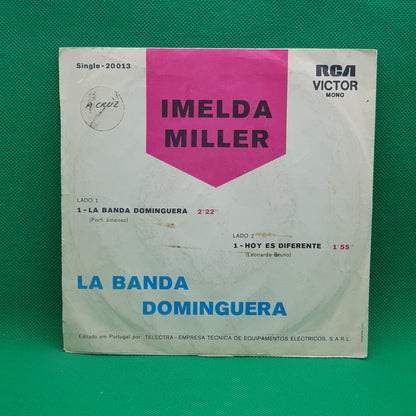 Single-20013
RCA
VICTOR
MONO
A CRUZ
IMELDA
MILLER
LADO 1
1-LA BANDA DOMINGUERA 2'22''
(Porfi Jiménez)
LADO 2
1-HOY ES DIFERENTE 1'55''
(Leonardo Bruno)
LA BANDA
DOMINGUERA
Editado em Portugal por: TELECTRA-EMPRESA TÉCNICA DE EQUIPAMENTOS ELÉCTRICOS, S.A.R.L.